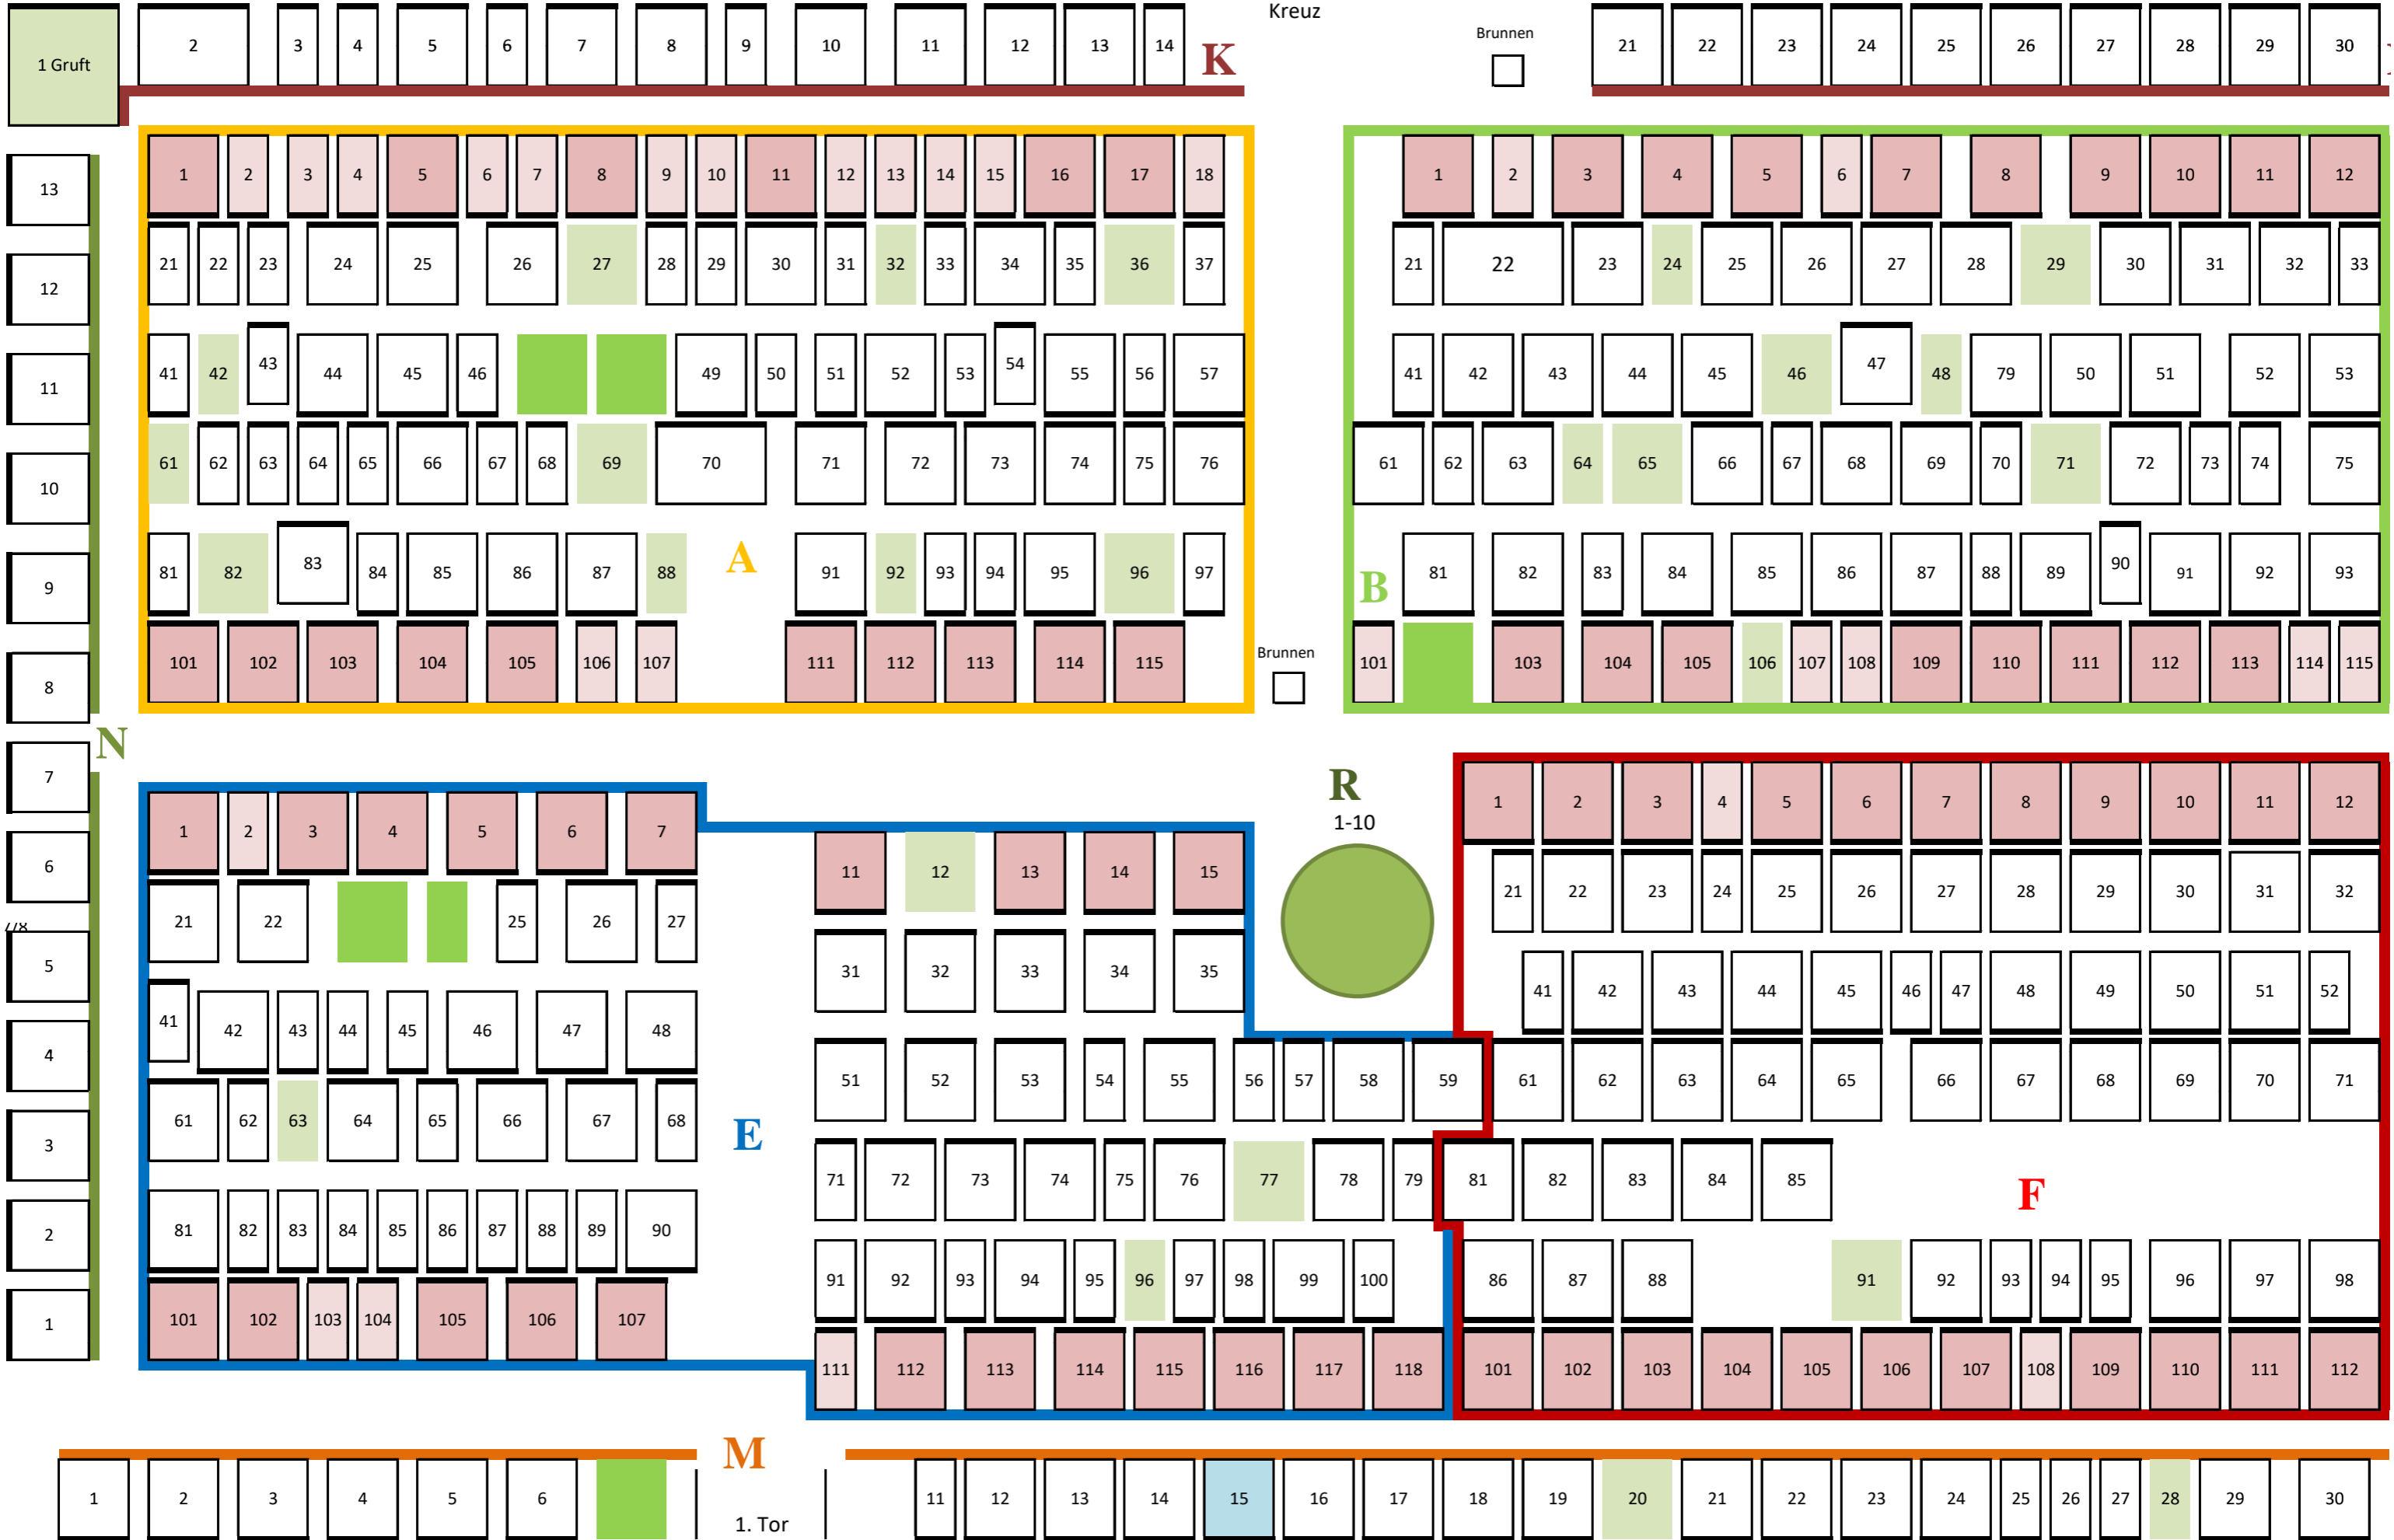 Kreuz
1 Gruft 2 3 4 5 6 7 8 9 10 11 12 13 14 K Brunnen 21 22 23 24 25 26 27 28 29 30
13 12 11 10 9 8
1 2 3 4 5 6 7 8 9 10 11 12 13 14 15 16 17 18
21 22 23 24 25 26 27 28 29 30 31 32 33 34 35 36 37
41 42 43 44 45 46 49 50 51 52 53 54 55 56 57
61 62 63 64 65 66 67 68 69 70 71 72 73 74 75 76
81 82 83 84 85 86 87 88 A 91 92 93 94 95 96 97
101 102 103 104 105 106 107 111 112 113 114 115
Brunnen
1 2 3 4 5 6 7 8 9 10 11 12
21 22 23 24 25 26 27 28 29 30 31 32 33
41 42 43 44 45 46 47 48 79 50 51 52 53
61 62 63 64 65 66 67 68 69 70 71 72 73 74 75
B 81 82 83 84 85 86 87 88 89 90 91 92 93
101 103 104 105 106 107 108 109 110 111 112 113 114 115
N
7 6 5 4 3 2 1
1 2 3 4 5 6 7
21 22 25 26 27
41 42 43 44 45 46 47 48
61 62 63 64 65 66 67 68
81 82 83 84 85 86 87 88 89 90
101 102 103 104 105 106 107
E
11 12 13 14 15
31 32 33 34 35
51 52 53 54 55 56 57 58 59
71 72 73 74 75 76 77 78 79
91 92 93 94 95 96 97 98 99 100
111 112 113 114 115 116 117 118
R
1-10
1 2 3 4 5 6 7 8 9 10 11 12
21 22 23 24 25 26 27 28 29 30 31 32
41 42 43 44 45 46 47 48 49 50 51 52
61 62 63 64 65 66 67 68 69 70 71
81 82 83 84 85 F
86 87 88 91 92 93 94 95 96 97 98
101 102 103 104 105 106 107 108 109 110 111 112
M
1 2 3 4 5 6 1. Tor 11 12 13 14 15 16 17 18 19 20 21 22 23 24 25 26 27 28 29 30